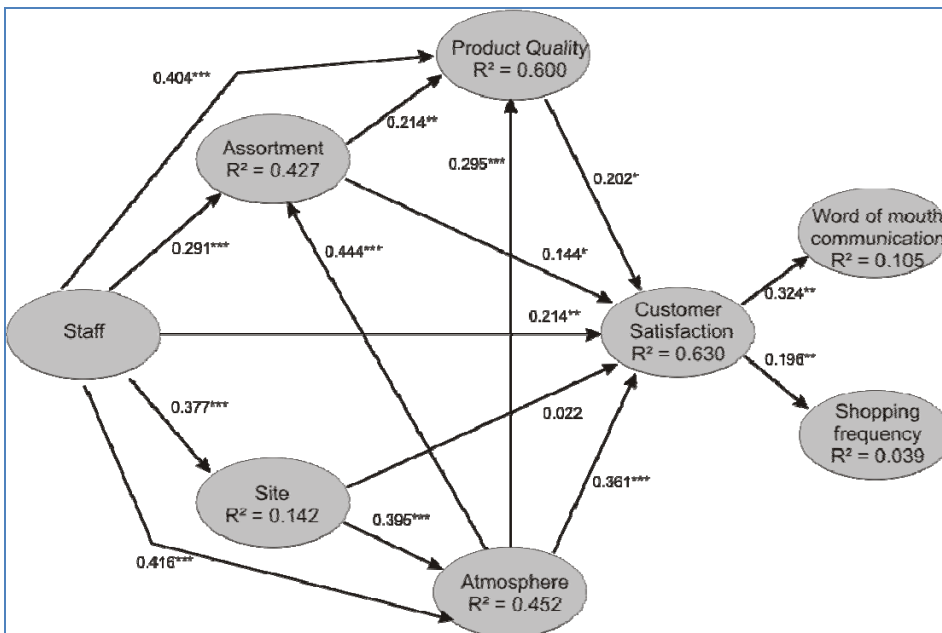 Product Quality
R² = 0.600
0.404***
0.214**
Assortment
R² = 0.427
0.295***
0.202*
Word of mouth
communication
R² = 0.105
0.291***
0.444***
0.144*
0.324**
Staff
0.214**
Customer
Satisfaction
R² = 0.630
0.196**
0.377***
0.022
Shopping
frequency
R² = 0.039
Site
R² = 0.142
0.395***
0.361***
0.416***
Atmosphere
R² = 0.452